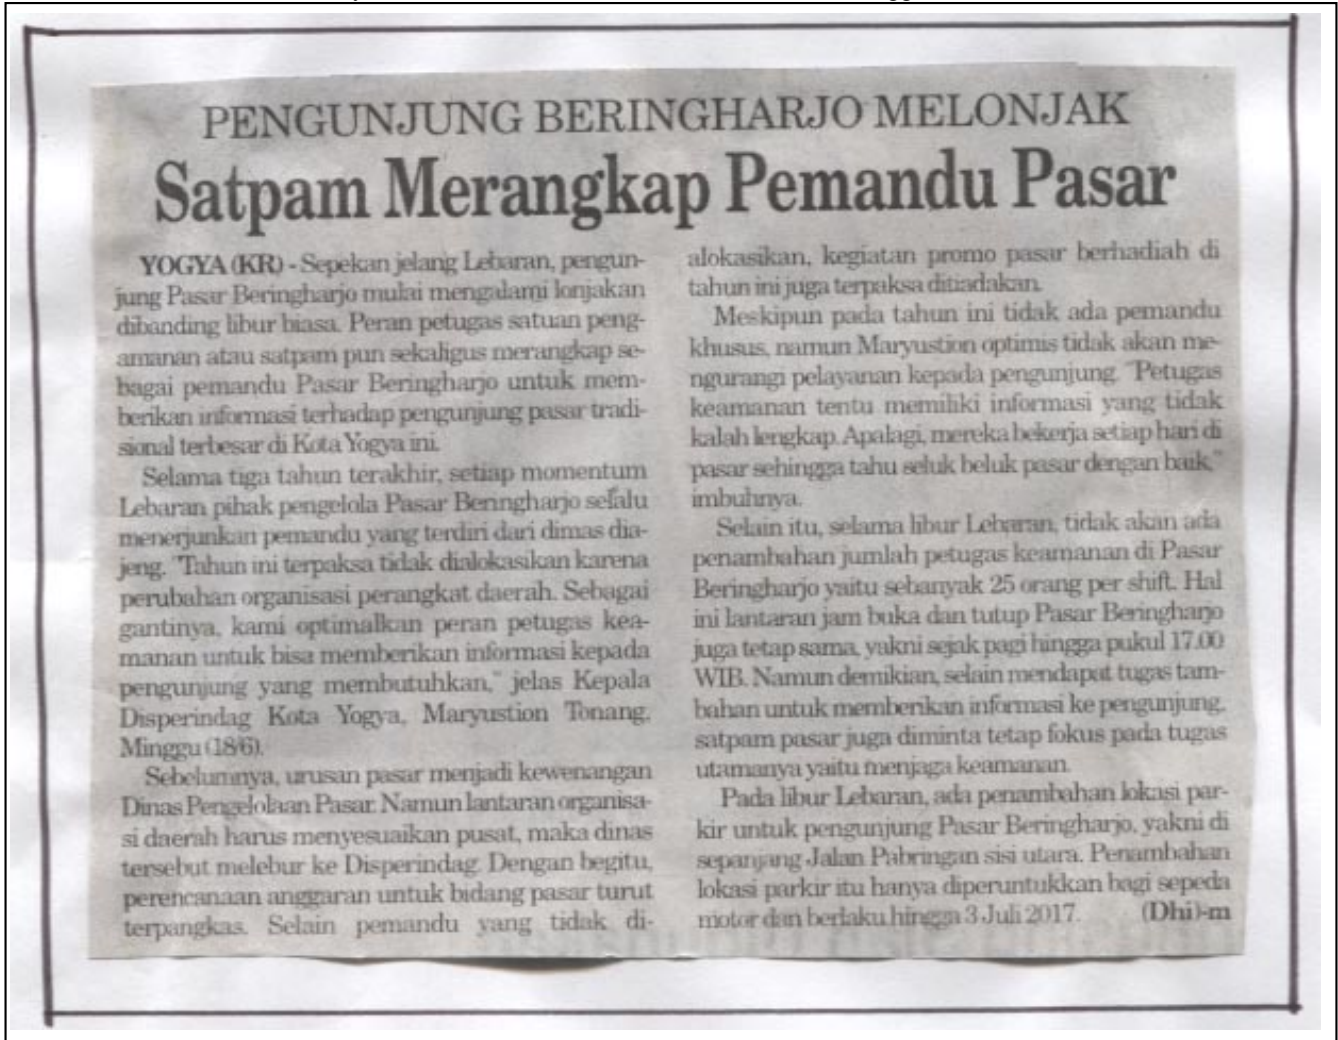 PENGUNJUNG BERINGHARJO MELONJAK
Satpam Merangkap Pemandu Pasar
YOGYA (KR) - Sepekan jelang Lebaran, pengun-
jung Pasar Beringharjo mulai mengalami lonjakan
dibanding libur biasa. Peran petugas satuan peng-
amanan atau satpam pun sekaligus merangkap se-
bagai pemandu Pasar Beringharjo untuk mem-
berikan informasi terhadap pengunjung pasar tradi-
sional terbesar di Kota Yogya ini.
Selama tiga tahun terakhir, setiap momentum
Lebaran pihak pengelola Pasar Beringharjo selalu
menerjunkan pemandu yang terdiri dari dimas dia-
jeng. "Tahun ini terpaksa tidak dialokasikan karena
perubahan organisasi perangkat daerah. Sebagai
gantinya, kami optimalkan peran petugas kea-
manan untuk bisa memberikan informasi kepada
pengunjung yang membutuhkan," jelas Kepala
Disperindag Kota Yogya, Maryustion Tonang,
Minggu (18/6).
Sebelumnya, urusan pasar menjadi kewenangan
Dinas Pengelolaan Pasar. Namun lantaran organisa-
si daerah harus menyesuaikan pusat, maka dinas
tersebut melebur ke Disperindag. Dengan begitu,
perencanaan anggaran untuk bidang pasar turut
terpangkas. Selain pemandu yang tidak di-
alokasikan, kegiatan promo pasar berhadiah di
tahun ini juga terpaksa ditiadakan.
Meskipun pada tahun ini tidak ada pemandu
khusus, namun Maryustion optimis tidak akan me-
ngurangi pelayanan kepada pengunjung. "Petugas
keamanan tentu memiliki informasi yang tidak
kalah lengkap. Apalagi, mereka bekerja setiap hari di
pasar sehingga tahu seluk beluk pasar dengan baik,"
imbuhnya.
Selain itu, selama libur Lebaran, tidak akan ada
penambahan jumlah petugas keamanan di Pasar
Beringharjo yaitu sebanyak 25 orang per shift. Hal
ini lantaran jam buka dan tutup Pasar Beringharjo
juga tetap sama, yakni sejak pagi hingga pukul 17.00
WIB. Namun demikian, selain mendapat tugas tam-
bahan untuk memberikan informasi ke pengunjung,
satpam pasar juga diminta tetap fokus pada tugas
utamanya yaitu menjaga keamanan.
Pada libur Lebaran, ada penambahan lokasi par-
kir untuk pengunjung Pasar Beringharjo, yakni di
sepanjang Jalan Pabringan sisi utara. Penambahan
lokasi parkir itu hanya diperuntukkan bagi sepeda
motor dan berlaku hingga 3 Juli 2017. (Dhi)-m